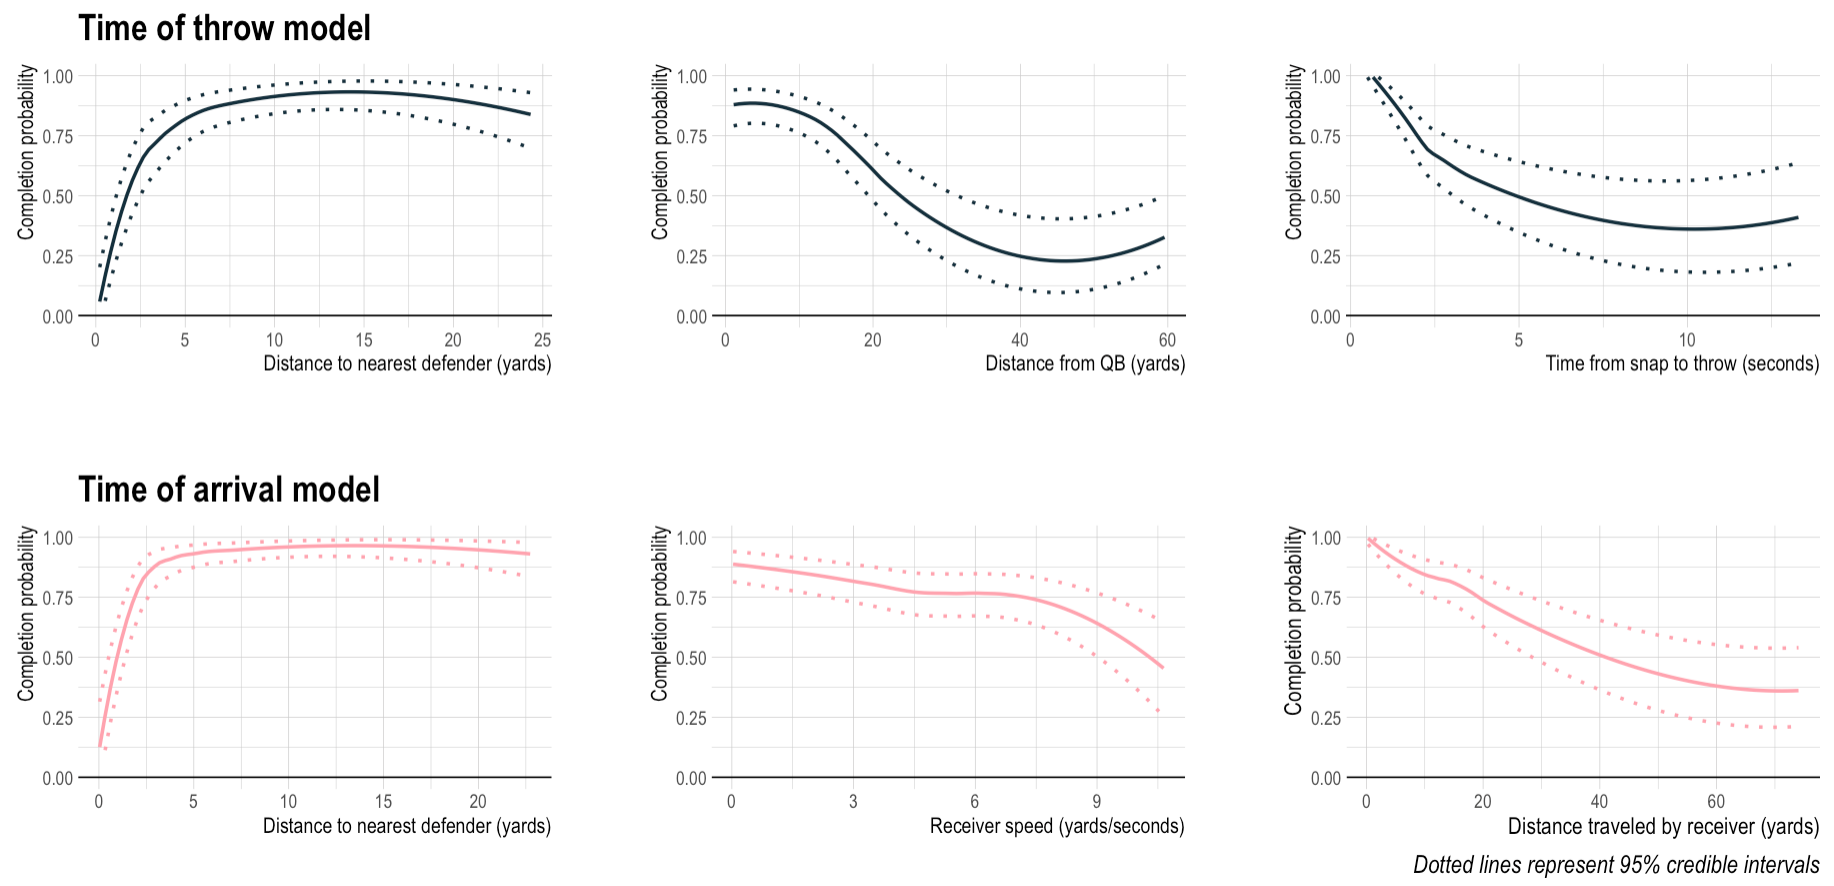 Time of throw model
Completion probability
1.00
0.75
0.50
0.25
0.00
0 5 10 15 20 25
Distance to nearest defender (yards)
Completion probability
1.00
0.75
0.50
0.25
0.00
0 20 40 60
Distance from QB (yards)
Completion probability
1.00
0.75
0.50
0.25
0.00
0 5 10
Time from snap to throw (seconds)
Time of arrival model
Completion probability
1.00
0.75
0.50
0.25
0.00
0 5 10 15 20
Distance to nearest defender (yards)
Completion probability
1.00
0.75
0.50
0.25
0.00
0 3 6 9
Receiver speed (yards/seconds)
Completion probability
1.00
0.75
0.50
0.25
0.00
0 20 40 60
Distance traveled by receiver (yards)
Dotted lines represent 95% credible intervals